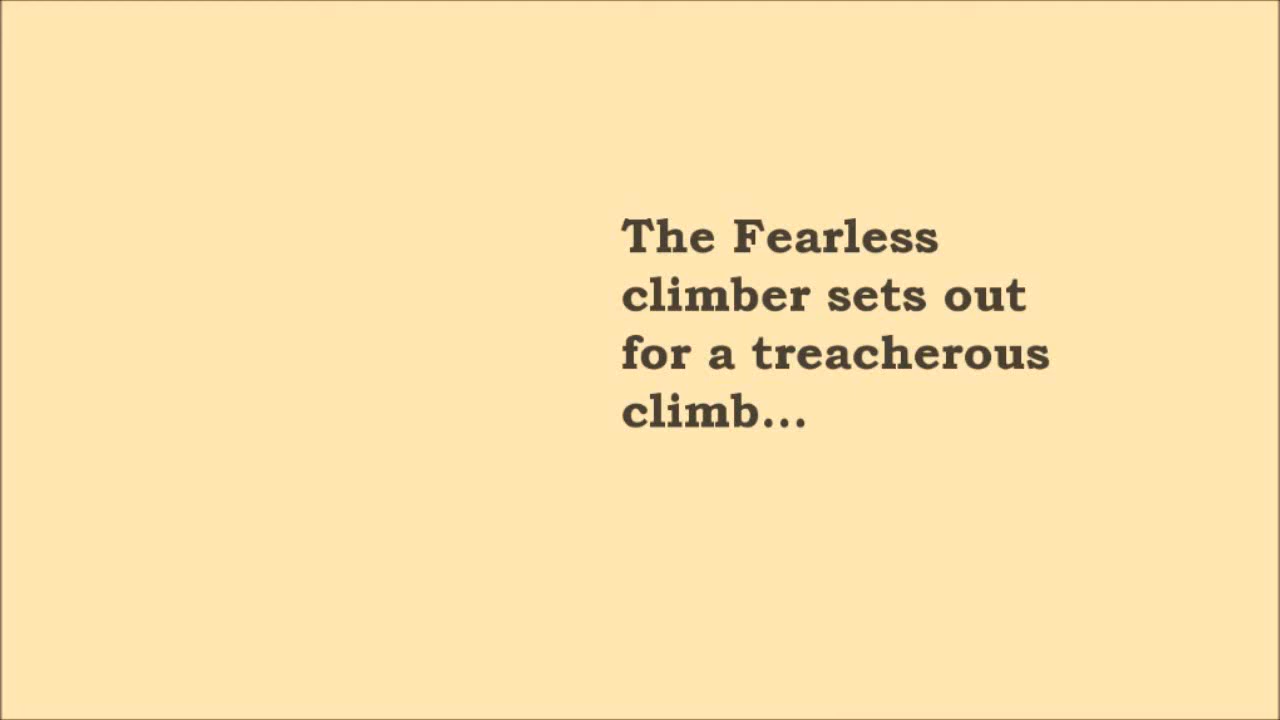 The Fearless
climber sets out
for a treacherous
climb...